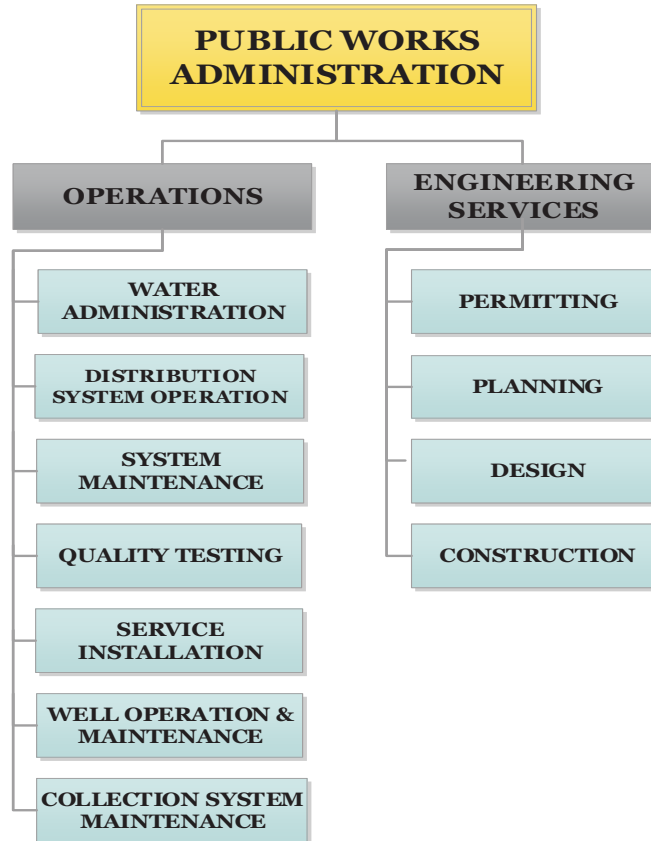 PUBLIC WORKS
ADMINISTRATION
OPERATIONS
WATER
ADMINISTRATION
DISTRIBUTION
SYSTEM OPERATION
SYSTEM
MAINTENANCE
QUALITY TESTING
SERVICE
INSTALLATION
WELL OPERATION &
MAINTENANCE
COLLECTION SYSTEM
MAINTENANCE
ENGINEERING
SERVICES
PERMITTING
PLANNING
DESIGN
CONSTRUCTION